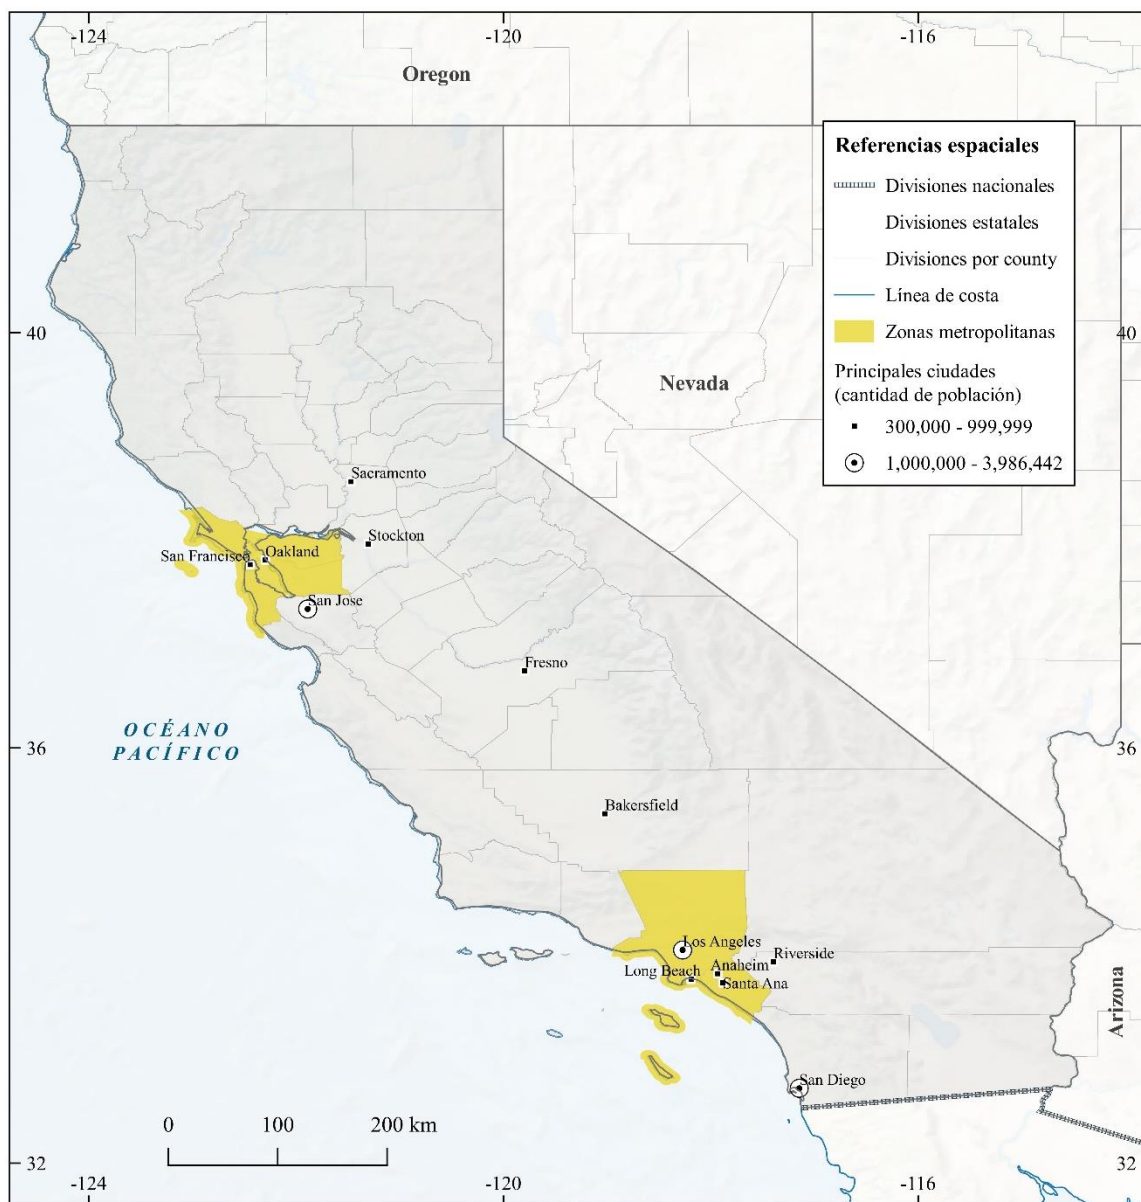 -124
-120
-116
Oregon
Referencias espaciales
Divisiones nacionales
Divisiones estatales
Divisiones por county
Línea de costa
Zonas metropolitanas
Principales ciudades
(cantidad de población)
300,000 - 999,999
1,000,000 - 3,986,442
40
40
Nevada
Sacramento
Stockton
San Francisco
Oakland
San Jose
Fresno
OCÉANO
PACÍFICO
36
36
Bakersfield
Los Angeles
Riverside
Long Beach
Anaheim
Santa Ana
Arizona
San Diego
0 100 200 km
32
32
-124
-120
-116